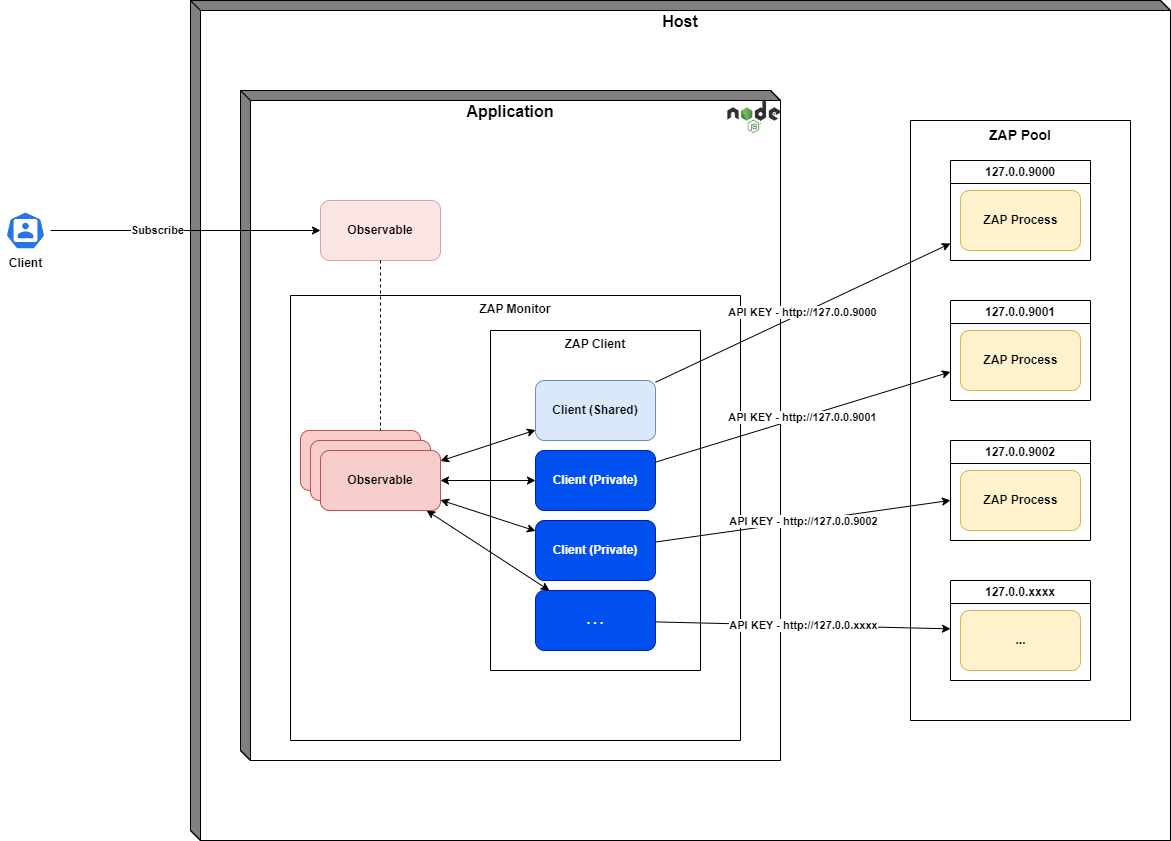 Host
Application
node
JS
ZAP Pool
127.0.0.9000
ZAP Process
Observable
Subscribe
Client
ZAP Monitor
ZAP Client
API KEY - http://127.0.0.9000
127.0.0.9001
ZAP Process
Client (Shared)
API KEY - http://127.0.0.9001
Observable
Client (Private)
127.0.0.9002
ZAP Process
API KEY - http://127.0.0.9002
Client (Private)
127.0.0.xxxx
...
API KEY - http://127.0.0.xxxx
...